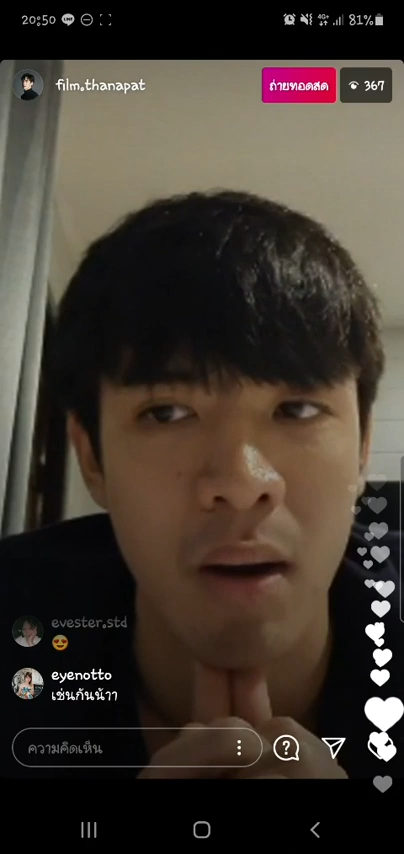 20:50
4G+
81%
film.thanapat
ถ่ายทอดสด
367
evester.std
😍
eyenotto
เช่นกันน้าา
ความคิดเห็น